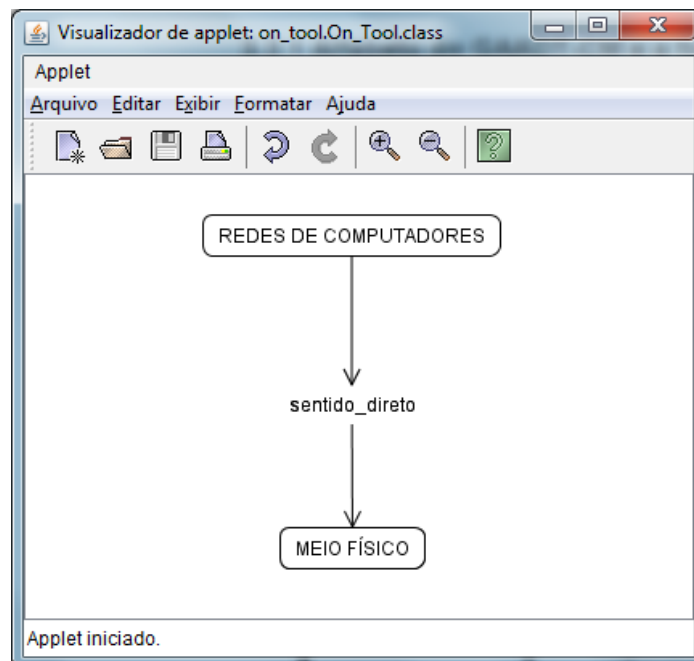 Visualizador de applet: on_tool.On_Tool.class
Applet
Arquivo Editar Exibir Formatar Ajuda
REDES DE COMPUTADORES
sentido_direto
MEIO FÍSICO
Applet iniciado.